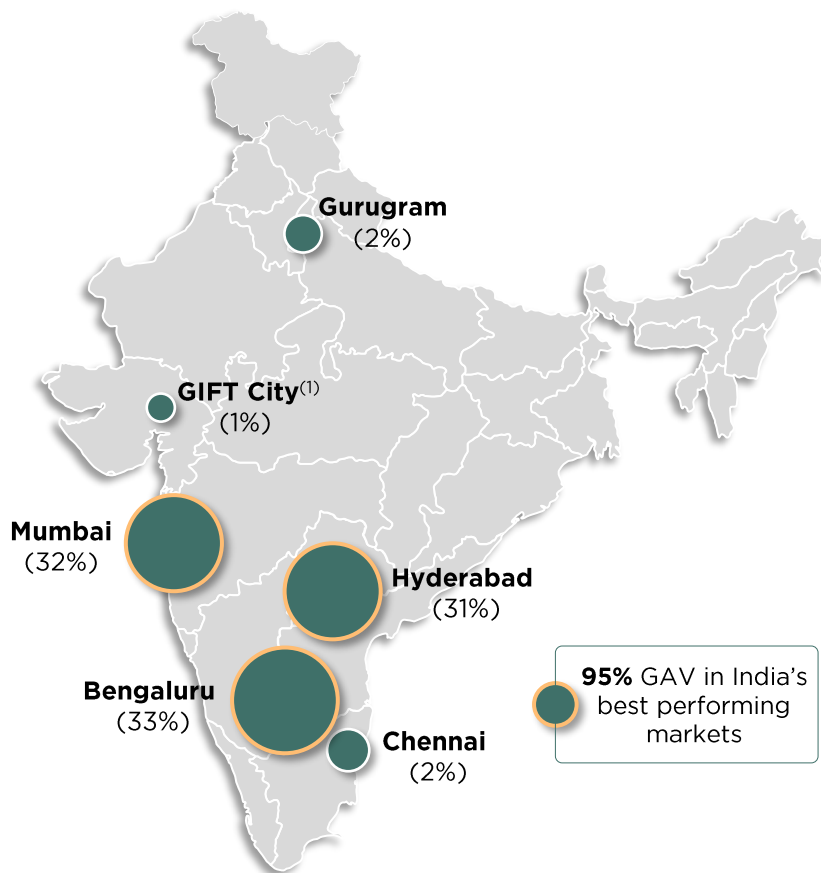 Gurugram
(2%)
GIFT City(1)
(1%)
Mumbai
(32%)
Hyderabad
(31%)
Bengaluru
(33%)
Chennai
(2%)
95% GAV in India’s
best performing
markets